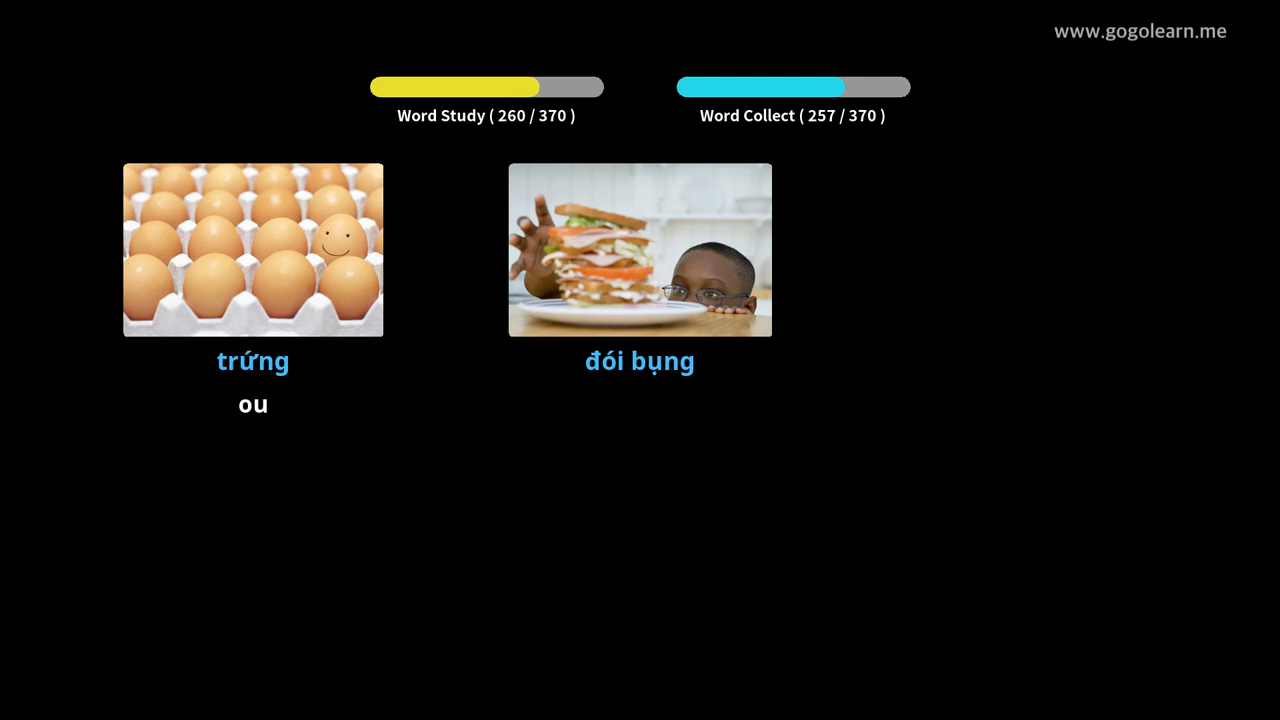 www.gogolearn.me
Word Study ( 260 / 370 )
Word Collect ( 257 / 370 )
trứng
đói bụng
ou